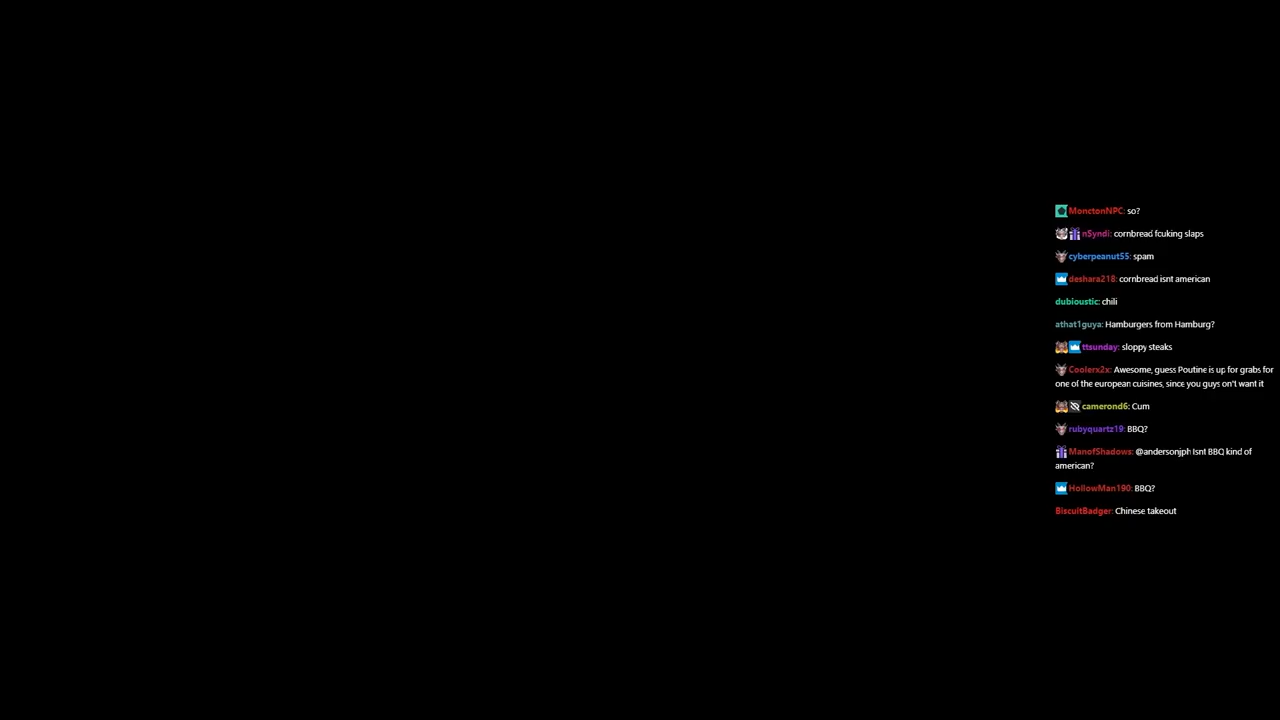 MonctonNPC: so?
nSyndi: cornbread fcuking slaps
cyberpeanut55: spam
deshara218: cornbread isnt american
dubioustic: chili
athat1guya: Hamburgers from Hamburg?
ttsunday: sloppy steaks
Coolerx2x: Awesome, guess Poutine is up for grabs for
one of the european cuisines, since you guys on't want it
camerond6: Cum
rubyquartz19: BBQ?
ManofShadows: @andersonjph Isnt BBQ kind of
american?
HollowMan190: BBQ?
BiscuitBadger: Chinese takeout